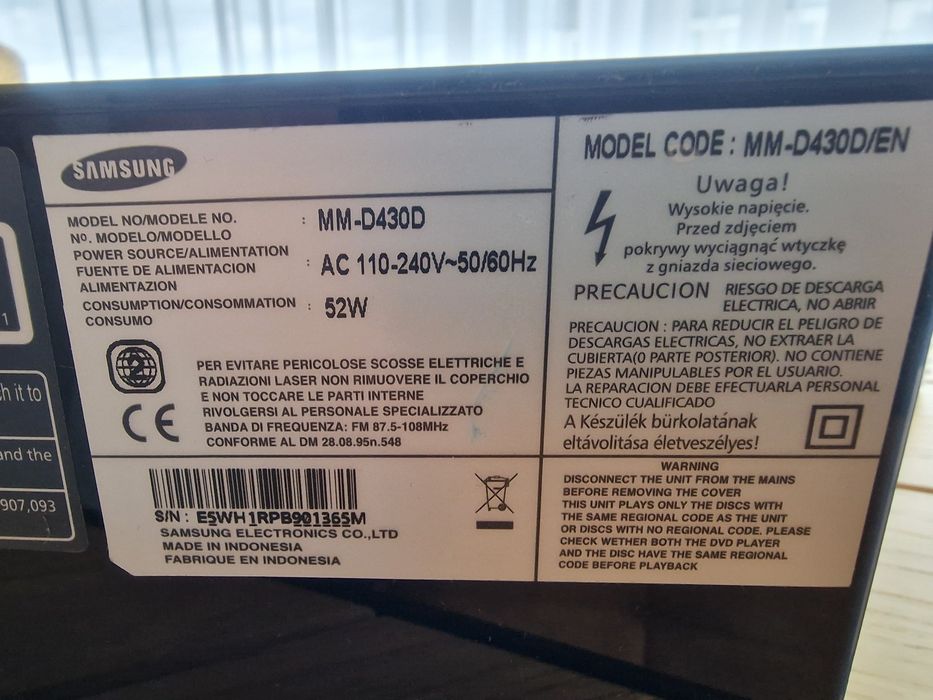 SAMSUNG
MODEL NO/MODELE NO. : MM-D430D
Nº. MODELO/MODELLO
POWER SOURCE/ALIMENTATION : AC 110-240V~50/60Hz
FUENTE DE ALIMENTACION
ALIMENTAZION
CONSUMPTION/CONSOMMATION : 52W
CONSUMO
2
PER EVITARE PERICOLOSE SCOSSE ELETTRICHE E
RADIAZIONI LASER NON RIMUOVERE IL COPERCHIO
E NON TOCCARE LE PARTI INTERNE
RIVOLGERSI AL PERSONALE SPECIALIZZATO
BANDA DI FREQUENZA: FM 87.5-108MHz
CONFORME AL DM 28.08.95n.548
CE
S/N : E5WH1RPB901365M
SAMSUNG ELECTRONICS CO.,LTD
MADE IN INDONESIA
FABRIQUE EN INDONESIA
MODEL CODE : MM-D430D/EN
Uwaga!
Wysokie napięcie.
Przed zdjęciem
pokrywy wyciągnąć wtyczkę
z gniazda sieciowego.
PRECAUCION RIESGO DE DESCARGA
ELECTRICA, NO ABRIR
PRECAUCION : PARA REDUCIR EL PELIGRO DE
DESCARGAS ELECTRICAS, NO EXTRAER LA
CUBIERTA(O PARTE POSTERIOR). NO CONTIENE
PIEZAS MANIPULABLES POR EL USUARIO.
LA REPARACION DEBE EFECTUARLA PERSONAL
TECNICO CUALIFICADO
A Készülék bürkolatának
eltávolitása életveszélyes!
WARNING
DISCONNECT THE UNIT FROM THE MAINS
BEFORE REMOVING THE COVER
THIS UNIT PLAYS ONLY THE DISCS WITH
THE SAME REGIONAL CODE AS THE UNIT
OR DISCS WITH NO REGIONAL CODE. PLEASE
CHECK WETHER BOTH THE DVD PLAYER
AND THE DISC HAVE THE SAME REGIONAL
CODE BEFORE PLAYBACK
1
h it to
and the
907,093